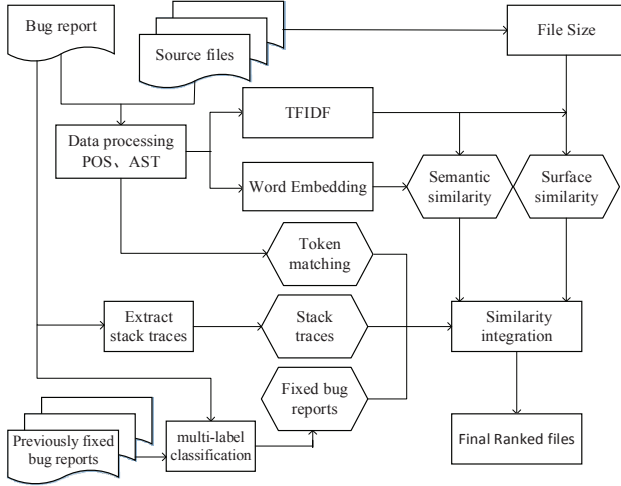 Bug report
Source files
File Size
Data processing
POS、AST
TFIDF
Word Embedding
Semantic
similarity
Surface
similarity
Token
matching
Extract
stack traces
Stack
traces
Similarity
integration
Fixed bug
reports
Previously fixed
bug reports
multi-label
classification
Final Ranked files